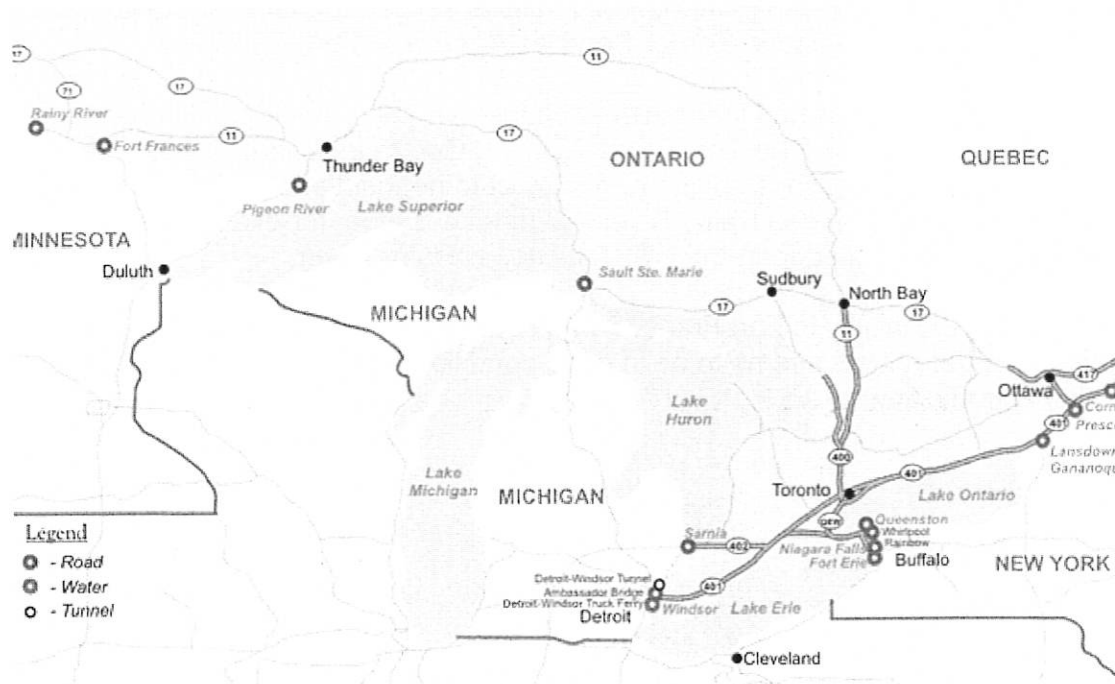 17
11
71
17
Rainy River
Fort Frances
11
Thunder Bay
17
ONTARIO
QUEBEC
Pigeon River
Lake Superior
MINNESOTA
Duluth
Sault Ste. Marie
Sudbury
North Bay
MICHIGAN
17
17
11
Ottawa
417
Corn
Presco
401
Lansdown
Gananoqu
Lake
Huron
400
401
Lake
Michigan
MICHIGAN
Toronto
Lake Ontario
QEW
Queenston
Whirlpool
Rainbow
Sarnia
402
Niagara Falls
Fort Erie
Buffalo
NEW YORK
Légend
- Road
- Water
- Tunnel
Detroit-Windsor Tunnel
Ambassador Bridge
Detroit-Windsor Truck Ferry
Windsor
401
Lake Erie
Detroit
Cleveland